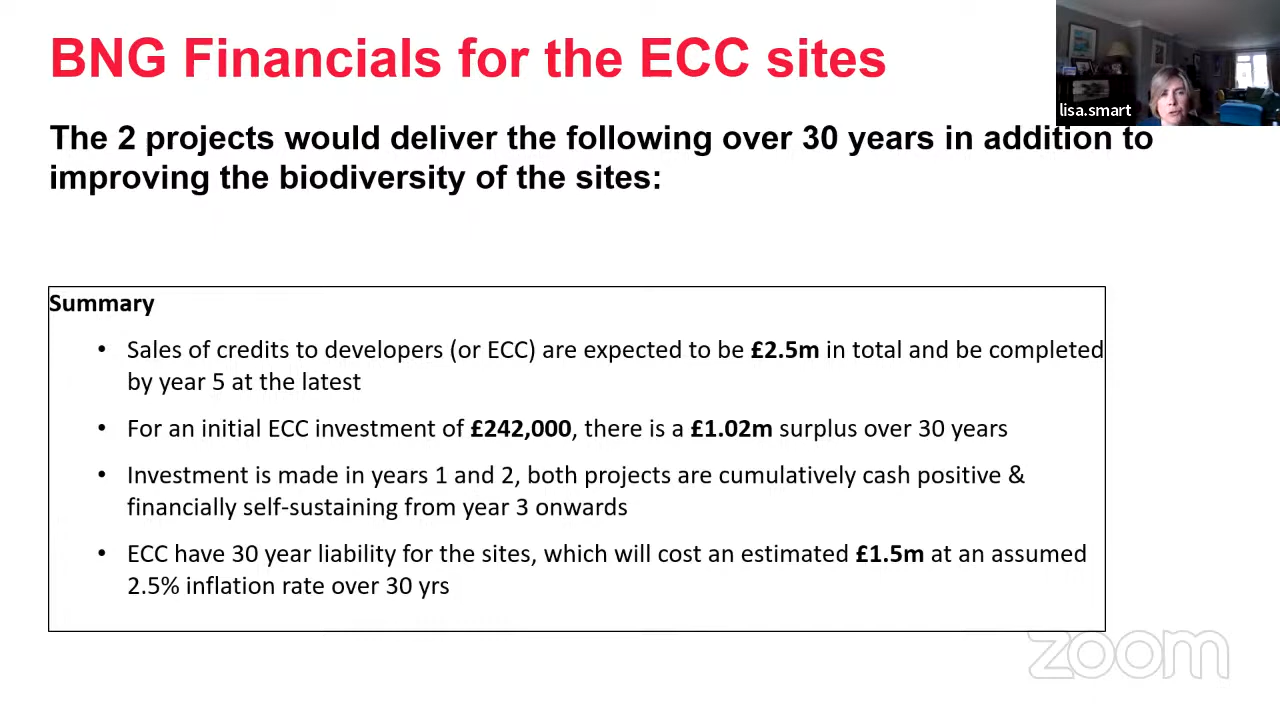 BNG Financials for the ECC sites
lisa.smart
The 2 projects would deliver the following over 30 years in addition to
improving the biodiversity of the sites:
Summary
• Sales of credits to developers (or ECC) are expected to be £2.5m in total and be completed
by year 5 at the latest
• For an initial ECC investment of £242,000, there is a £1.02m surplus over 30 years
• Investment is made in years 1 and 2, both projects are cumulatively cash positive &
financially self-sustaining from year 3 onwards
• ECC have 30 year liability for the sites, which will cost an estimated £1.5m at an assumed
2.5% inflation rate over 30 yrs
zoom